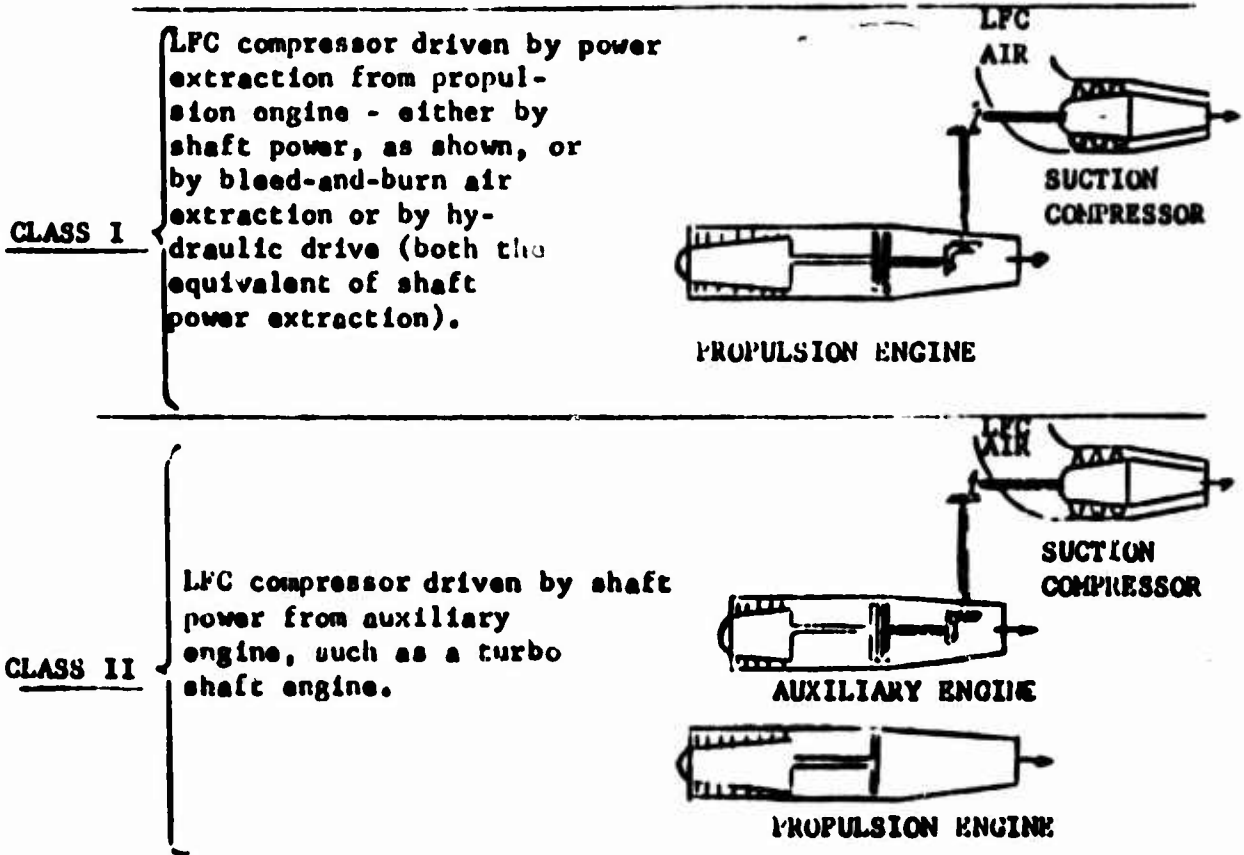 LFC compressor driven by power
extraction from propul-
sion engine - either by
shaft power, as shown, or
by bleed-and-burn air
extraction or by hy-
draulic drive (both the
equivalent of shaft
power extraction).
CLASS I
LFC
AIR
SUCTION
COMPRESSOR
PROPULSION ENGINE
LFC compressor driven by shaft
power from auxiliary
engine, such as a turbo
shaft engine.
CLASS II
LFC
AIR
SUCTION
COMPRESSOR
AUXILIARY ENGINE
PROPULSION ENGINE